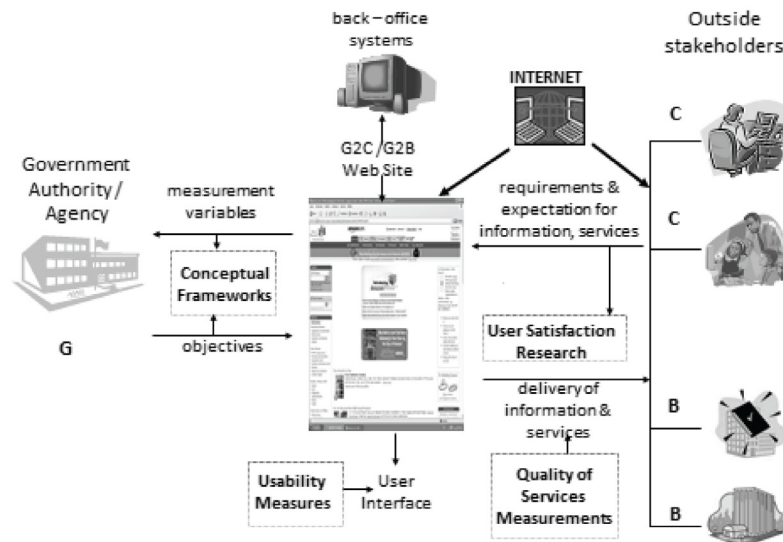 back – office
systems
Outside
stakeholders
INTERNET
C
G2C /G2B
Web Site
Government
Authority /
Agency
measurement
variables
requirements &
expectation for
information, services
C
Conceptual
Frameworks
User Satisfaction
Research
G
objectives
delivery of
information &
services
B
Usability
Measures
User
Interface
Quality of
Services
Measurements
B